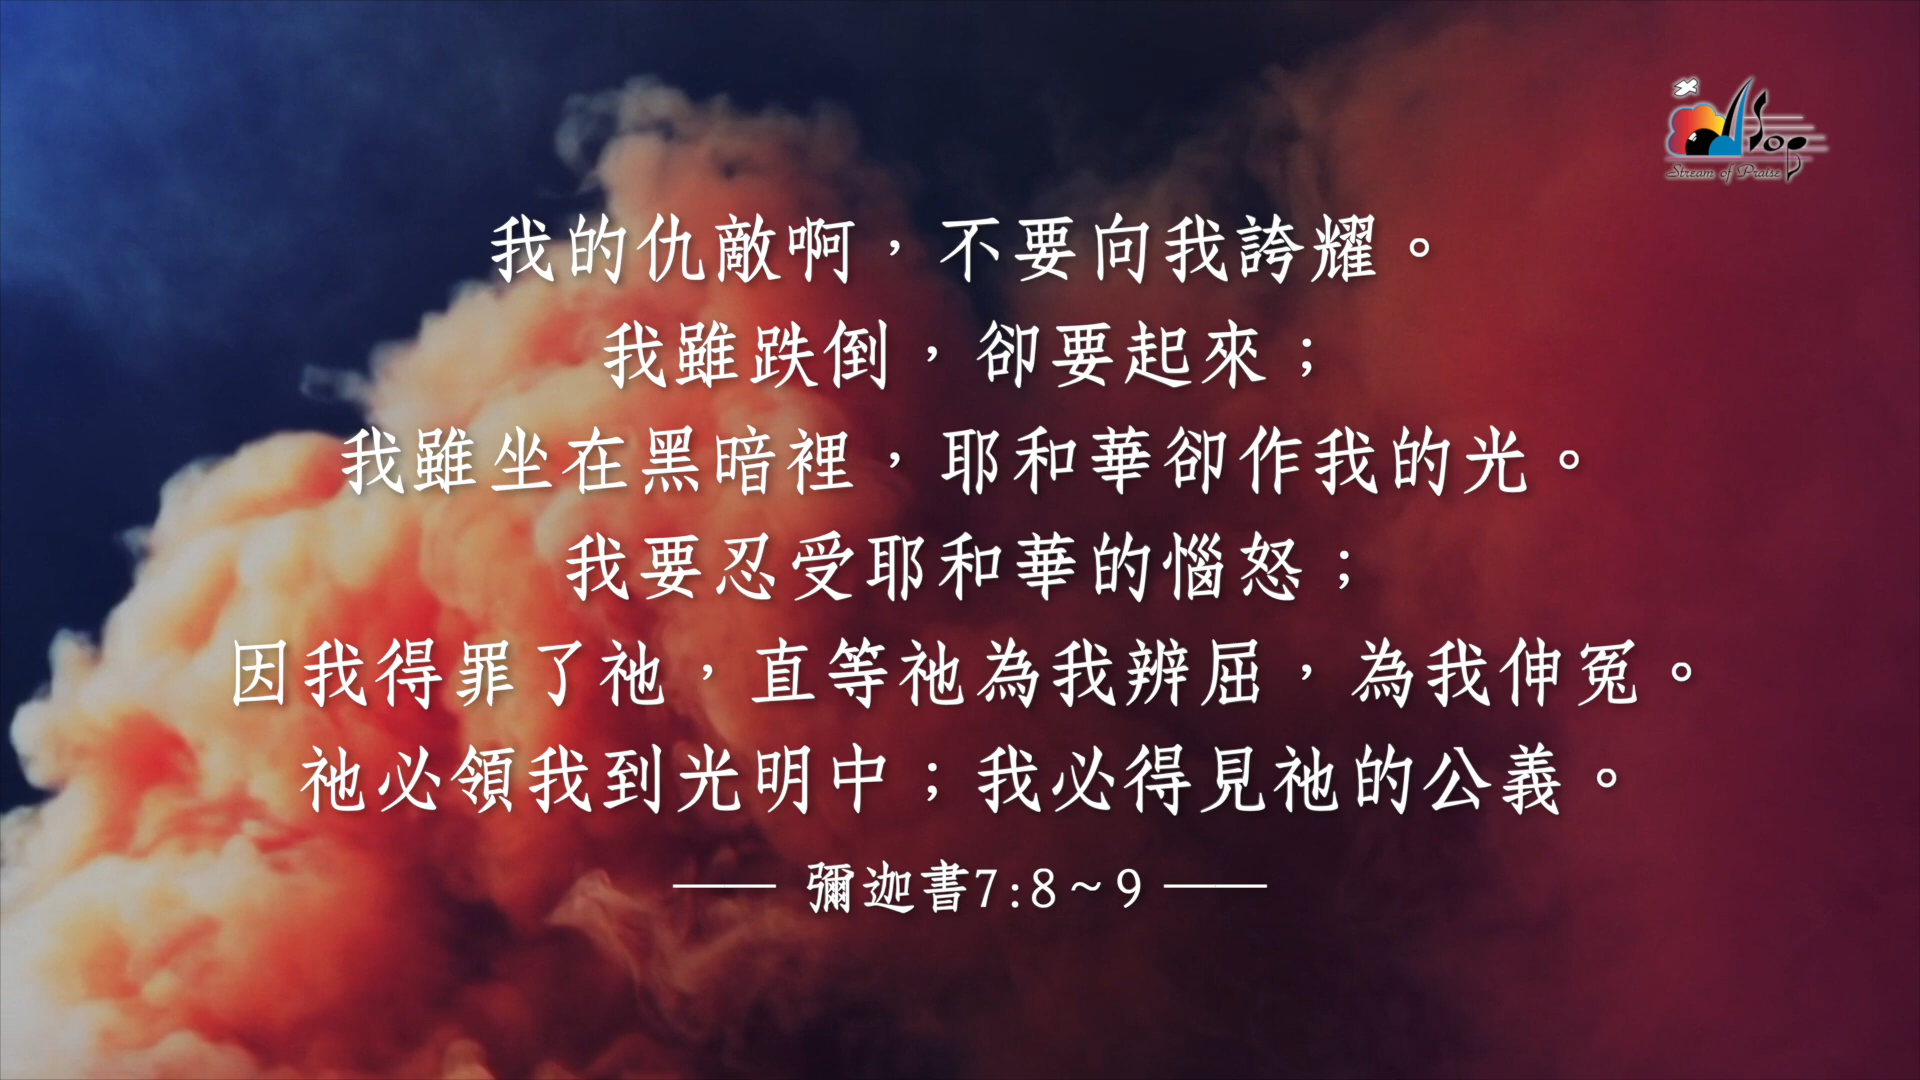 SOP
Stream of Praise
我的仇敵啊，不要向我誇耀。
我雖跌倒，卻要起來；
我雖坐在黑暗裡，耶和華卻作我的光。
我要忍受耶和華的惱怒；
因我得罪了祂，直等祂為我辨屈，為我伸冤。
祂必領我到光明中；我必得見祂的公義。
—— 彌迦書7:8～9 ——